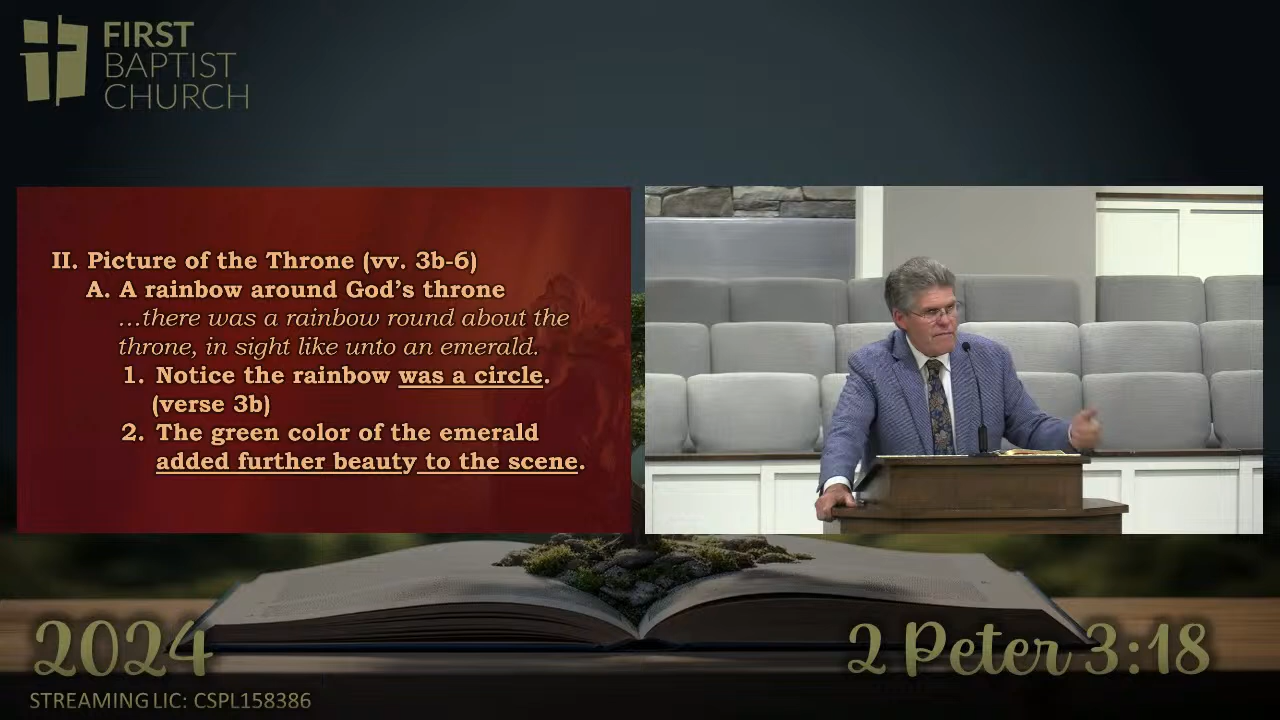 FIRST
BAPTIST
CHURCH
II. Picture of the Throne (vv. 3b-6)
A. A rainbow around God’s throne
...there was a rainbow round about the
throne, in sight like unto an emerald.
1. Notice the rainbow was a circle.
(verse 3b)
2. The green color of the emerald
added further beauty to the scene.
2024
2 Peter 3:18
STREAMING LIC: CSPL158386